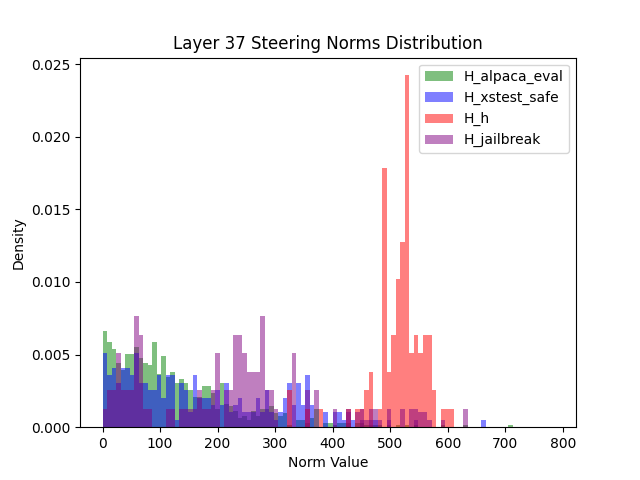 Layer 37 Steering Norms Distribution
H_alpaca_eval
H_xstest_safe
H_h
H_jailbreak
0.025
0.020
0.015
0.010
0.005
0.000
Density
0 100 200 300 400 500 600 700 800
Norm Value